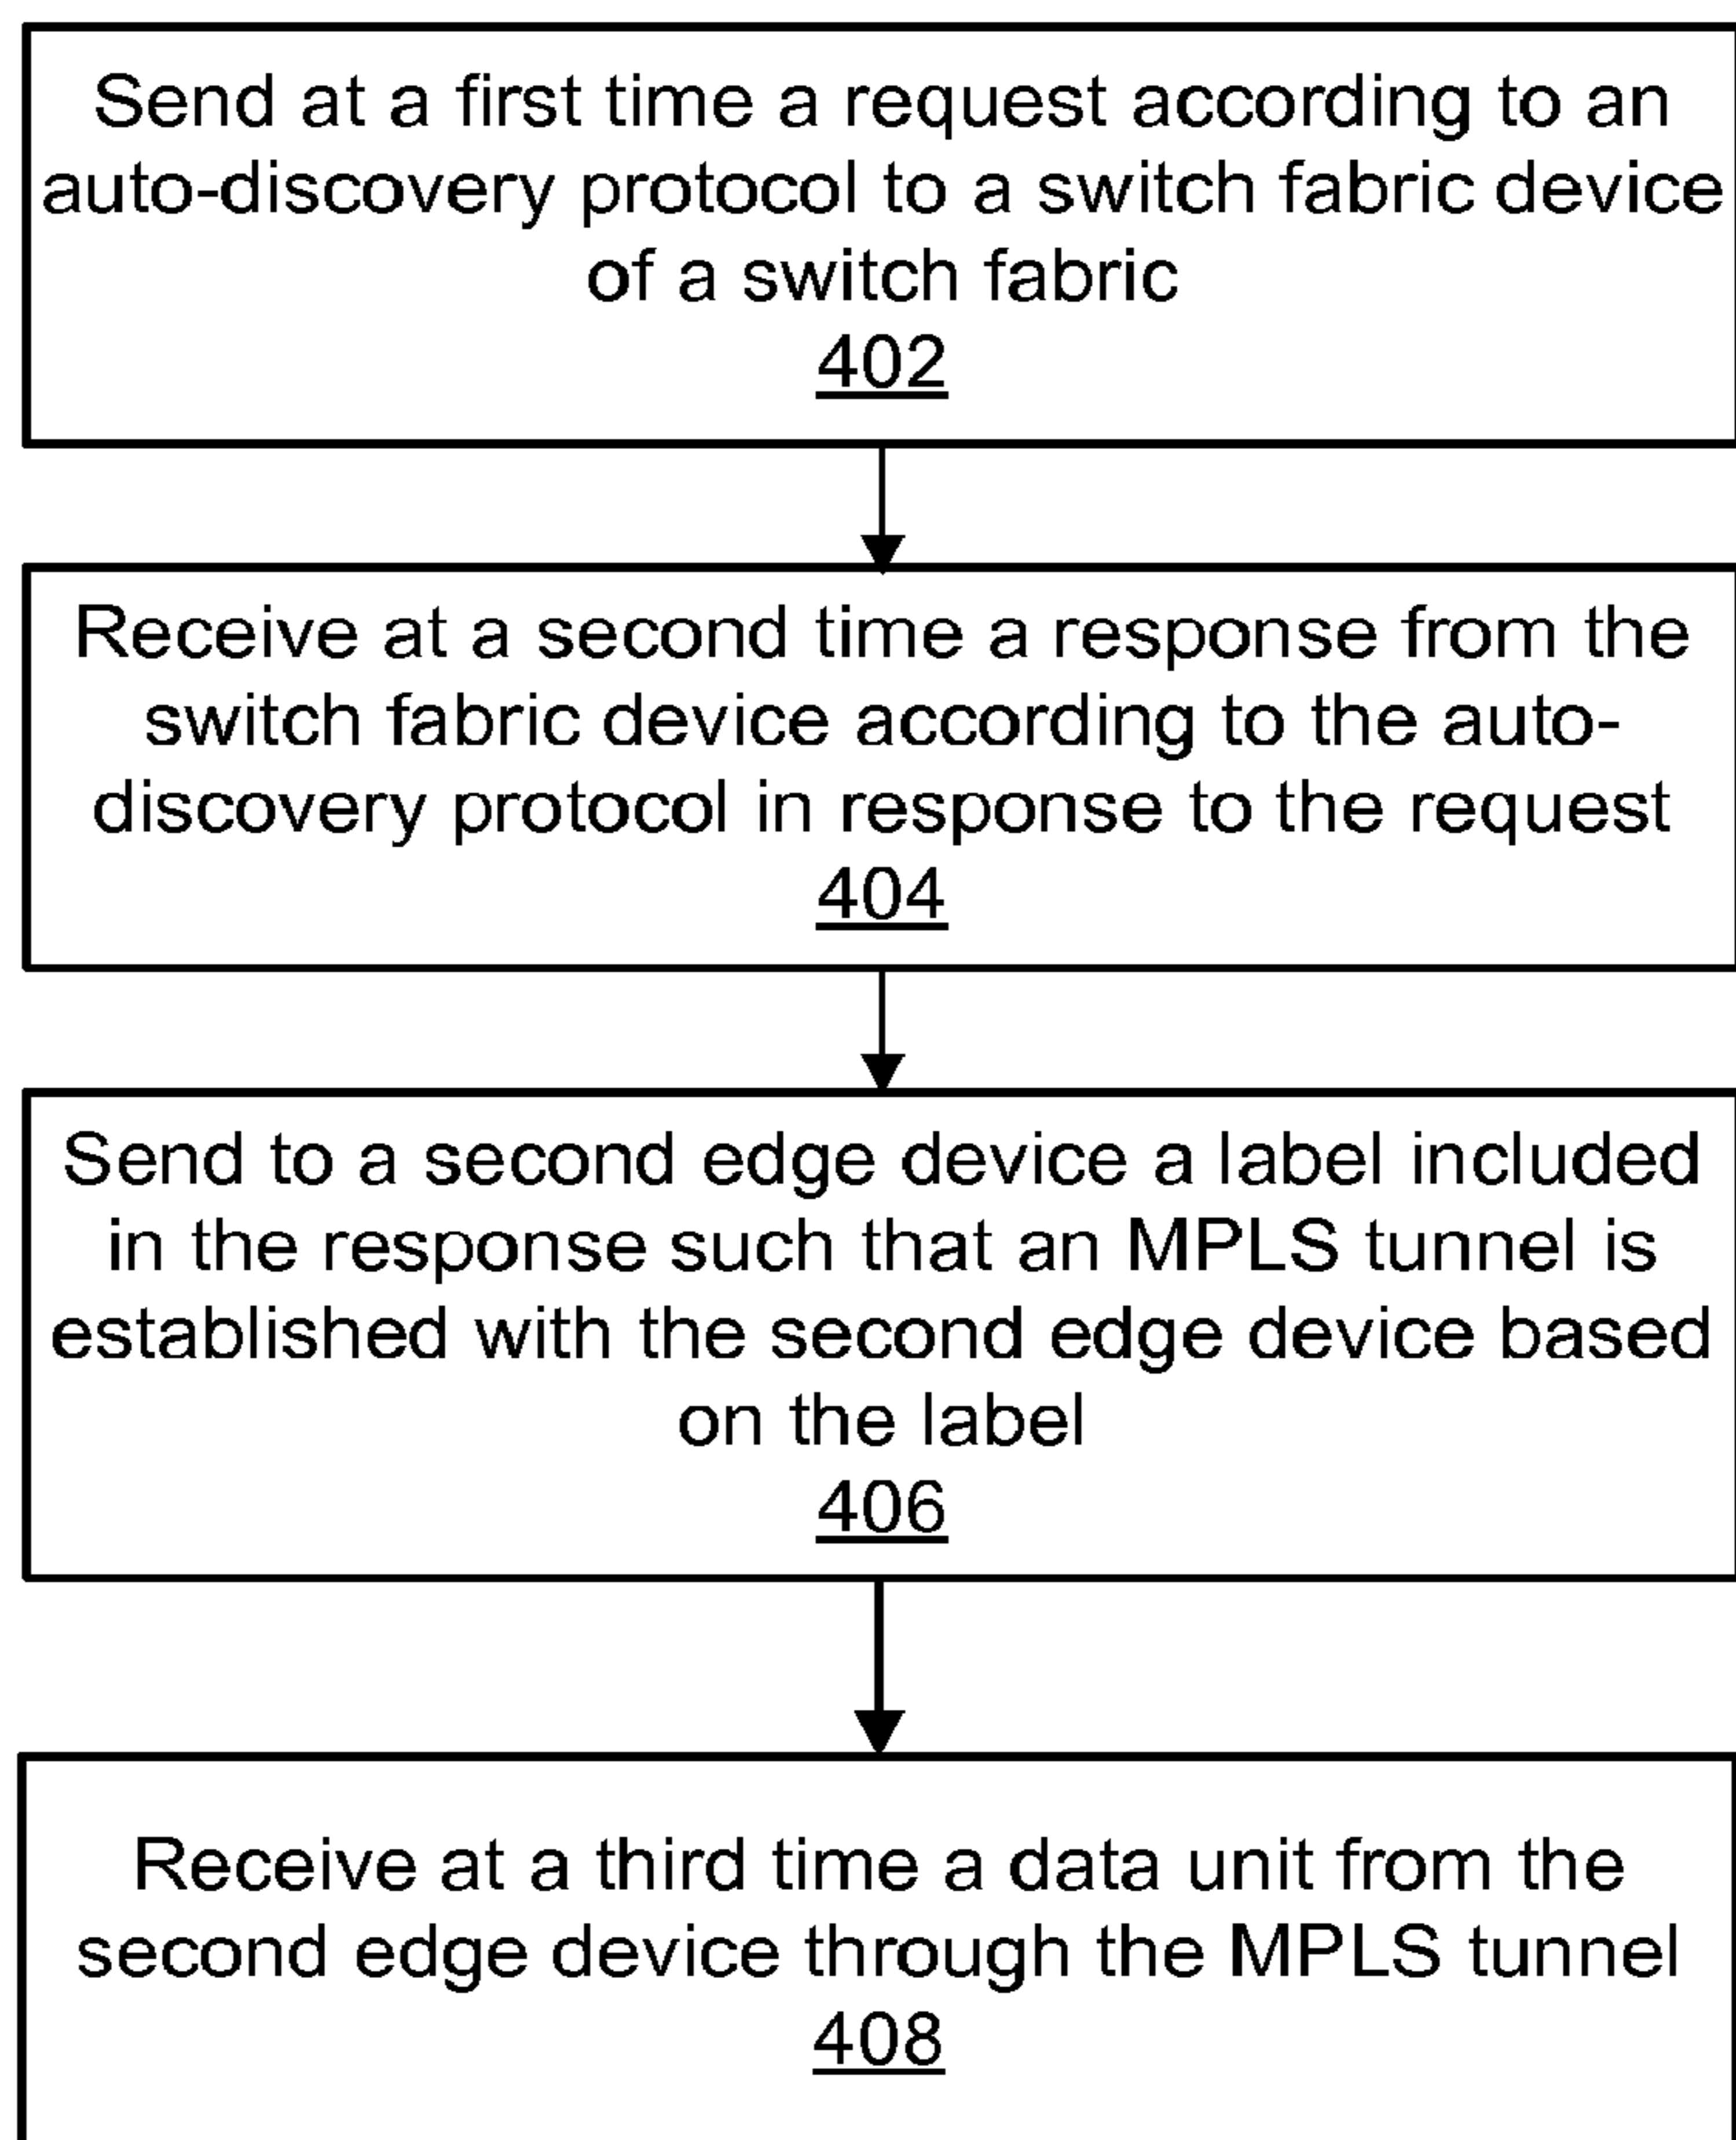 Send at a first time a request according to an
auto-discovery protocol to a switch fabric device
of a switch fabric
402
Receive at a second time a response from the
switch fabric device according to the auto-
discovery protocol in response to the request
404
Send to a second edge device a label included
in the response such that an MPLS tunnel is
established with the second edge device based
on the label
406
Receive at a third time a data unit from the
second edge device through the MPLS tunnel
408